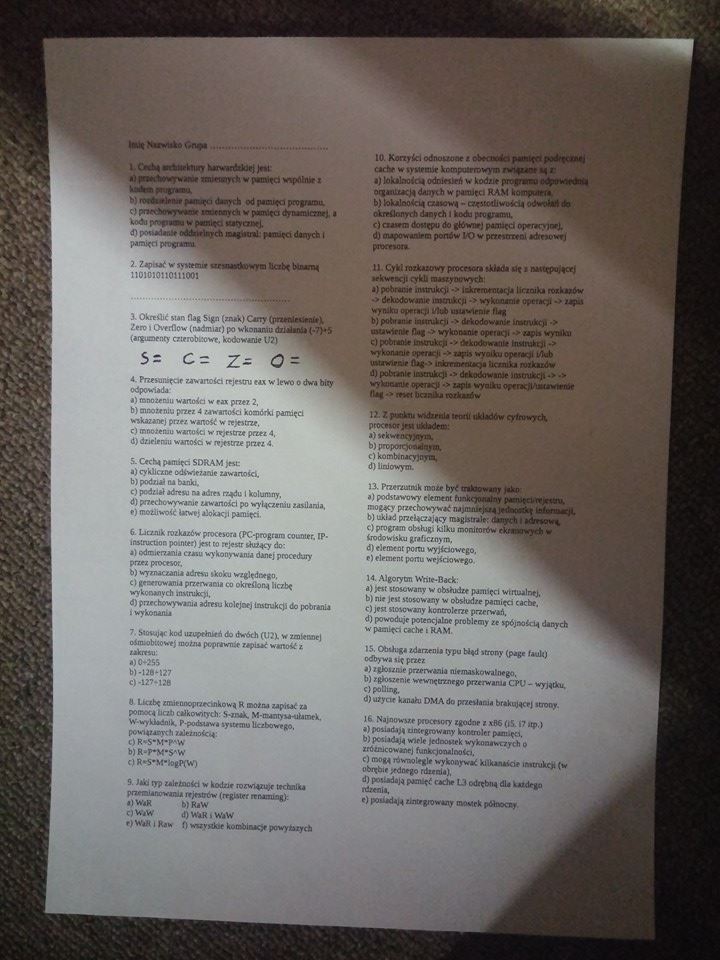 Imię Nazwisko Grupa ..................................
1. Cechą architektury harwardzkiej jest:
a) przechowywanie zmiennych w pamięci wspólnie z
kodem programu,
b) rozdzielenie pamięci danych od pamięci programu,
c) przechowywanie zmiennych w pamięci dynamicznej, a
kodu programu w pamięci statycznej,
d) posiadanie oddzielnych magistral: pamięci danych i
pamięci programu.
2. Zapisać w systemie szesnastkowym liczbę binarną
1101010110111001
..............................................
3. Określić stan flag Sign (znak) Carry (przeniesienie),
Zero i Overflow (nadmiar) po wkonaniu działania (-7)+5
(argumenty czterobitowe, kodowanie U2)
S= C= Z= O=
4. Przesunięcie zawartości rejestru eax w lewo o dwa bity
odpowiada:
a) mnożeniu wartości w eax przez 2,
b) mnożeniu przez 4 zawartości komórki pamięci
wskazanej przez wartość w rejestrze,
c) mnożeniu wartości w rejestrze przez 4,
d) dzieleniu wartości w rejestrze przez 4.
5. Cechą pamięci SDRAM jest:
a) cykliczne odświeżanie zawartości,
b) podział na banki,
c) podział adresu na adres rzędu i kolumny,
d) przechowywanie zawartości po wyłączeniu zasilania,
e) możliwość łatwej alokacji pamięci.
6. Licznik rozkazów procesora (PC-program counter, IP-
instruction pointer) jest to rejestr służący do:
a) odmierzania czasu wykonywania danej procedury
przez procesor,
b) wyznaczania adresu skoku względnego,
c) generowania przerwania co określoną liczbę
wykonanych instrukcji,
d) przechowywania adresu kolejnej instrukcji do pobrania
i wykonania
7. Stosując kod uzupełnień do dwóch (U2), w zmiennej
ośmiobitowej można poprawnie zapisać wartość z
zakresu:
a) 0÷255
b) -128÷127
c) -127÷128
8. Liczbę zmiennoprzecinkową R można zapisać za
pomocą liczb całkowitych: S-znak, M-mantysa-ułamek,
W-wykładnik, P-podstawa systemu liczbowego,
powiązanych zależnością:
c) R=S*M*P^W
b) R=P*M*S^W
c) R=S*M*logP(W)
9. Jaki typ zależności w kodzie rozwiązuje technika
przemianowania rejestrów (register renaming):
a) WaR b) RaW
c) WaW d) WaR i WaW
e) WaR i Raw f) wszystkie kombinacje powyższych
10. Korzyści odnoszone z obecności pamięci podręcznej
cache w systemie komputerowym związane są z:
a) lokalnością odniesień w kodzie programu odpowiednią
organizacją danych w pamięci RAM komputera,
b) lokalnością czasową – częstotliwością odwołań do
określonych danych i kodu programu,
c) czasem dostępu do głównej pamięci operacyjnej,
d) mapowaniem portów I/O w przestrzeni adresowej
procesora.
11. Cykl rozkazowy procesora składa się z następującej
sekwencji cykli maszynowych:
a) pobranie instrukcji -> inkrementacja licznika rozkazów
-> dekodowanie instrukcji -> wykonanie operacji -> zapis
wyniku operacji i/lub ustawienie flag
b) pobranie instrukcji -> dekodowanie instrukcji ->
ustawienie flag -> wykonanie operacji -> zapis wyniku
c) pobranie instrukcji -> dekodowanie instrukcji ->
wykonanie operacji -> zapis wyniku operacji i/lub
ustawienie flag-> inkrementacja licznika rozkazów
d) pobranie instrukcji -> dekodowanie instrukcji -> ->
wykonanie operacji -> zapis wyniku operacji/ustawienie
flag -> reset licznika rozkazów
12. Z punktu widzenia teorii układów cyfrowych,
procesor jest układem:
a) sekwencyjnym,
b) proporcjonalnym,
c) kombinacyjnym,
d) liniowym.
13. Przerzutnik może być traktowany jako:
a) podstawowy element funkcjonalny pamięci/rejestru,
mogący przechowywać najmniejszą jednostkę informacji,
b) układ przełączający magistrale: danych i adresową,
c) program obsługi kilku monitorów ekranowych w
środowisku graficznym,
d) element portu wyjściowego,
e) element portu wejściowego.
14. Algorytm Write-Back:
a) jest stosowany w obsłudze pamięci wirtualnej,
b) nie jest stosowany w obsłudze pamięci cache,
c) jest stosowany kontrolerze przerwań,
d) powoduje potencjalne problemy ze spójnością danych
w pamięci cache i RAM.
15. Obsługa zdarzenia typu błąd strony (page fault)
odbywa się przez
a) zgłosznie przerwania niemaskowalnego,
b) zgłoszenie wewnętrznego przerwania CPU – wyjątku,
c) polling,
d) użycie kanału DMA do przesłania brakującej strony.
16. Najnowsze procesory zgodne z x86 (i5, i7 itp.)
a) posiadają zintegrowany kontroler pamięci,
b) posiadają wiele jednostek wykonawczych o
zróżnicowanej funkcjonalności,
c) mogą równolegle wykonywać kilkanaście instrukcji (w
obrębie jednego rdzenia),
d) posiadają pamięć cache L3 odrębną dla każdego
rdzenia,
e) posiadają zintegrowany mostek północny.